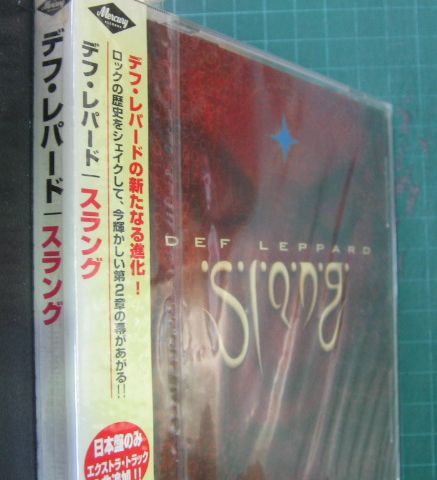 Mercury
デフ・レパード|スラング
Mercury
デフ・レパード|スラング
デフ・レパードの新たなる進化!
ロックの歴史をシェイクして、今輝かしい第2章の幕があがる!!
日本盤のみ
エクストラ・トラック
追加!!
DEF LEPPARD
Slang